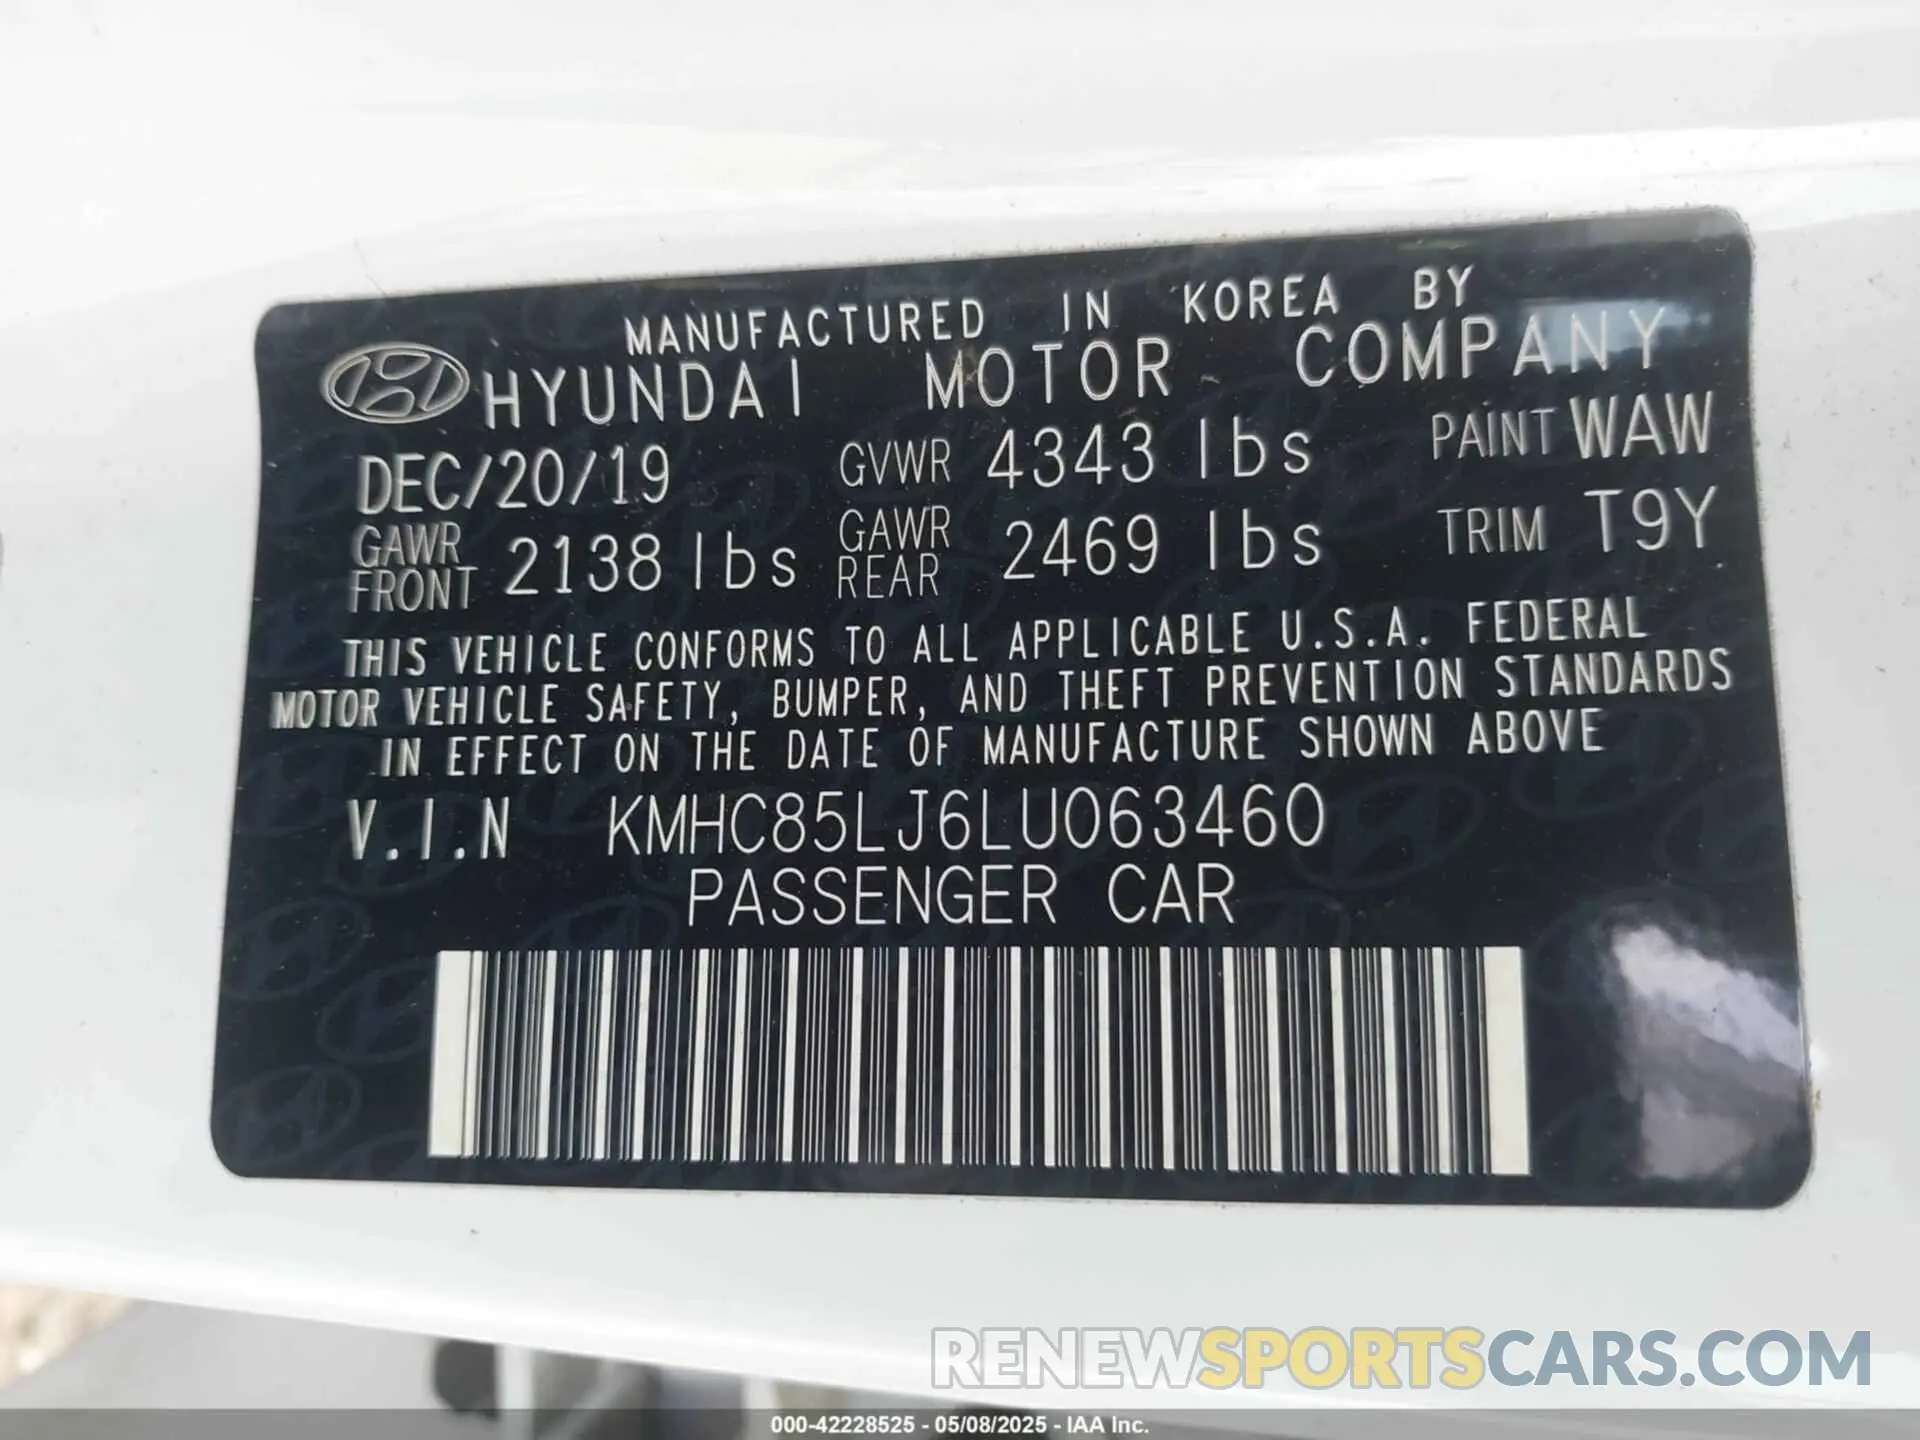 MANUFACTURED IN KOREA BY
HYUNDAI MOTOR COMPANY
DEC/20/19 GVWR 4343 lbs PAINT WAW
GAWR FRONT 2138 lbs GAWR REAR 2469 lbs TRIM T9Y
THIS VEHICLE CONFORMS TO ALL APPLICABLE U.S.A. FEDERAL
MOTOR VEHICLE SAFETY, BUMPER, AND THEFT PREVENTION STANDARDS
IN EFFECT ON THE DATE OF MANUFACTURE SHOWN ABOVE
V.I.N KMHC85LJ6LU063460
PASSENGER CAR
RENEWSPORTSCARS.COM
000-42228525 - 05/08/2025 - IAA Inc.